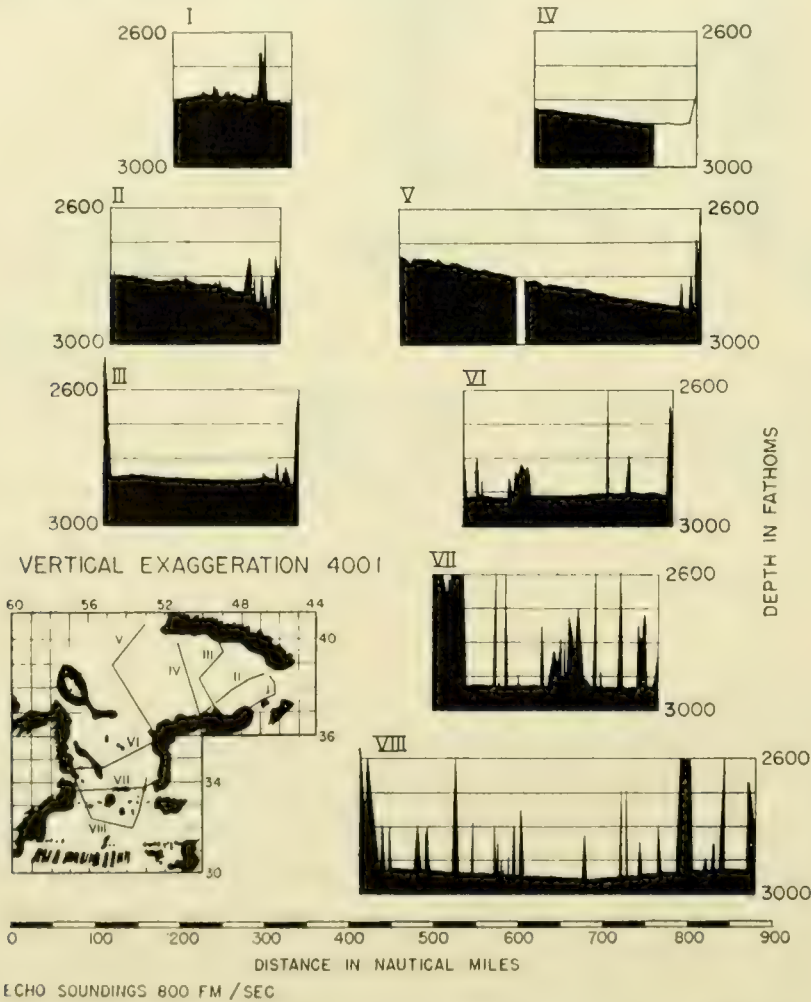 I
2600
3000
IV
2600
3000
II
2600
3000
V
2600
3000
III
2600
3000
VI
2600
3000
DEPTH IN FATHOMS
VERTICAL EXAGGERATION 400 1
VII
2600
3000
60 56 52 48 44
40
36
34
30
V
IV
III
II
I
VI
VII
VIII
VIII
2600
3000
0 100 200 300 400 500 600 700 800 900
DISTANCE IN NAUTICAL MILES
ECHO SOUNDINGS 800 FM / SEC